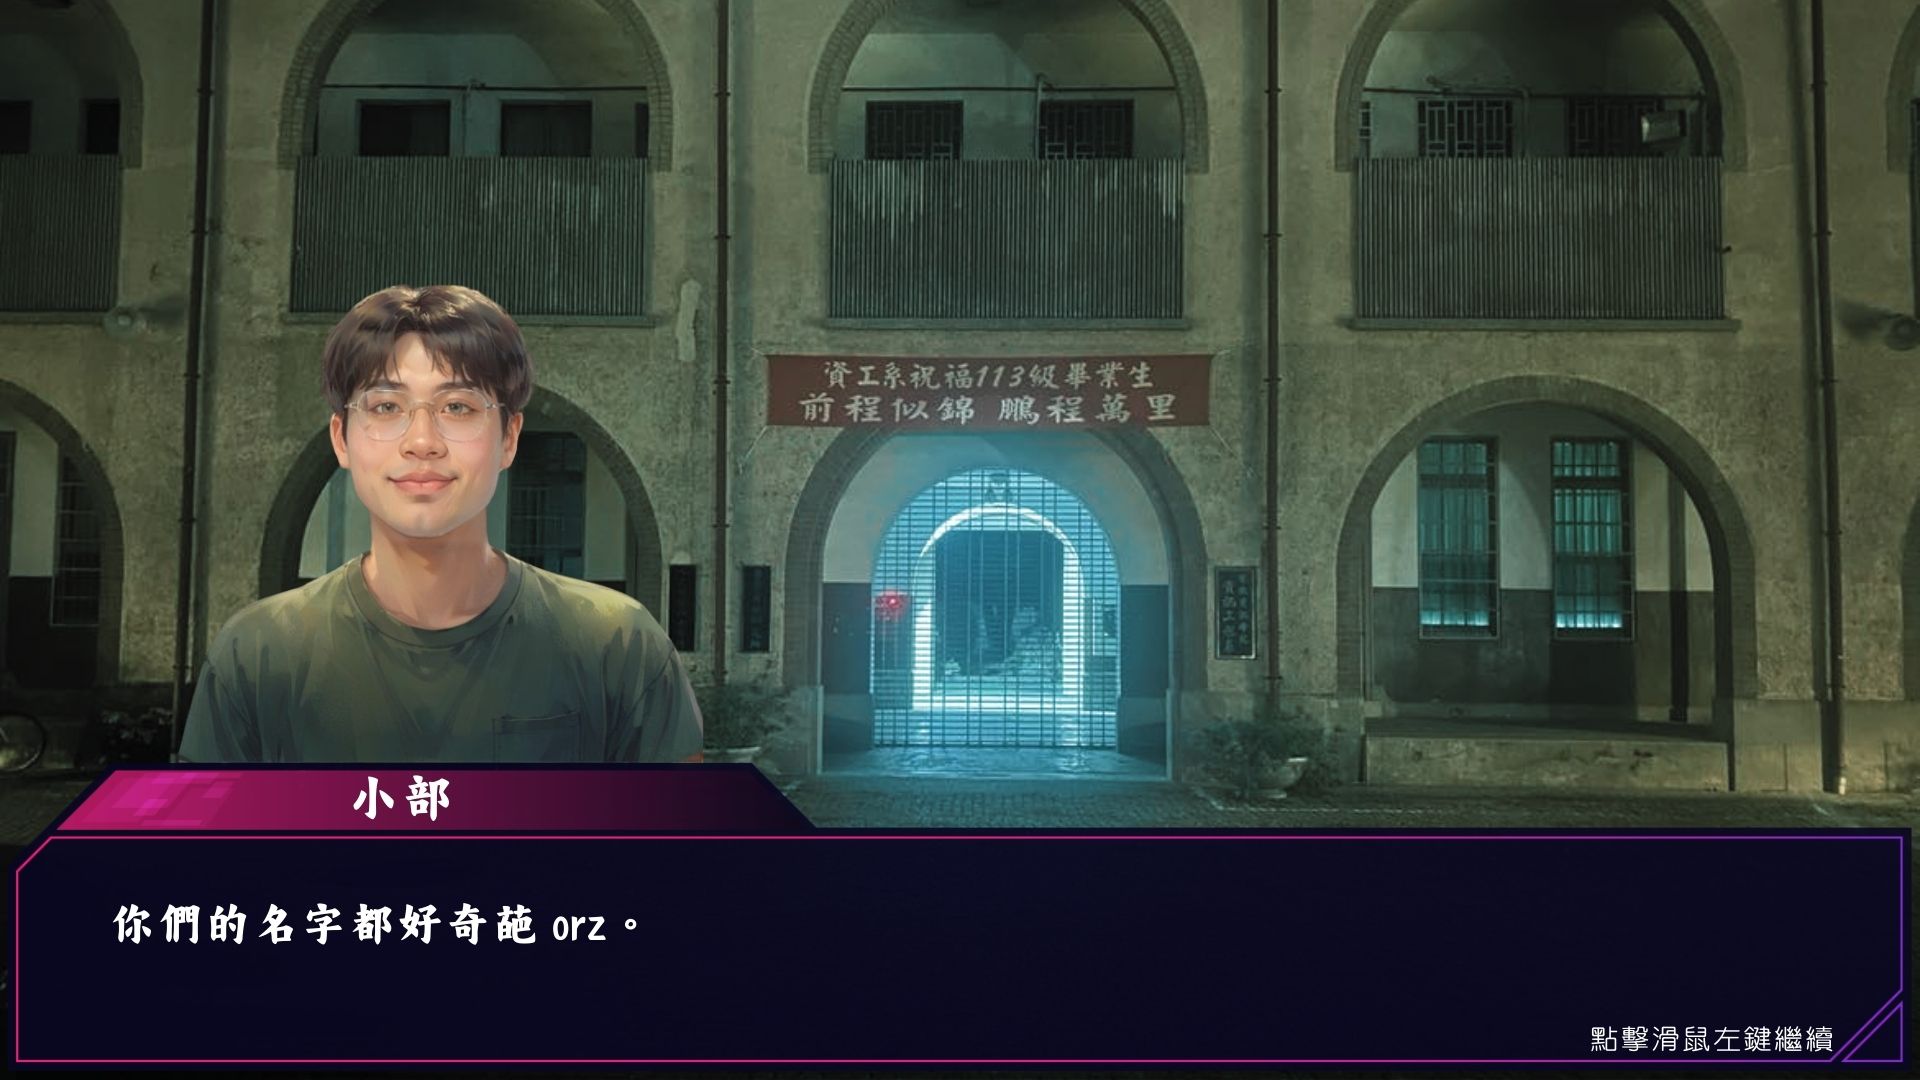 資工系祝福113級畢業生
前程似錦 鵬程萬里
小部
你們的名字都好奇葩 orz。
點擊滑鼠左鍵繼續